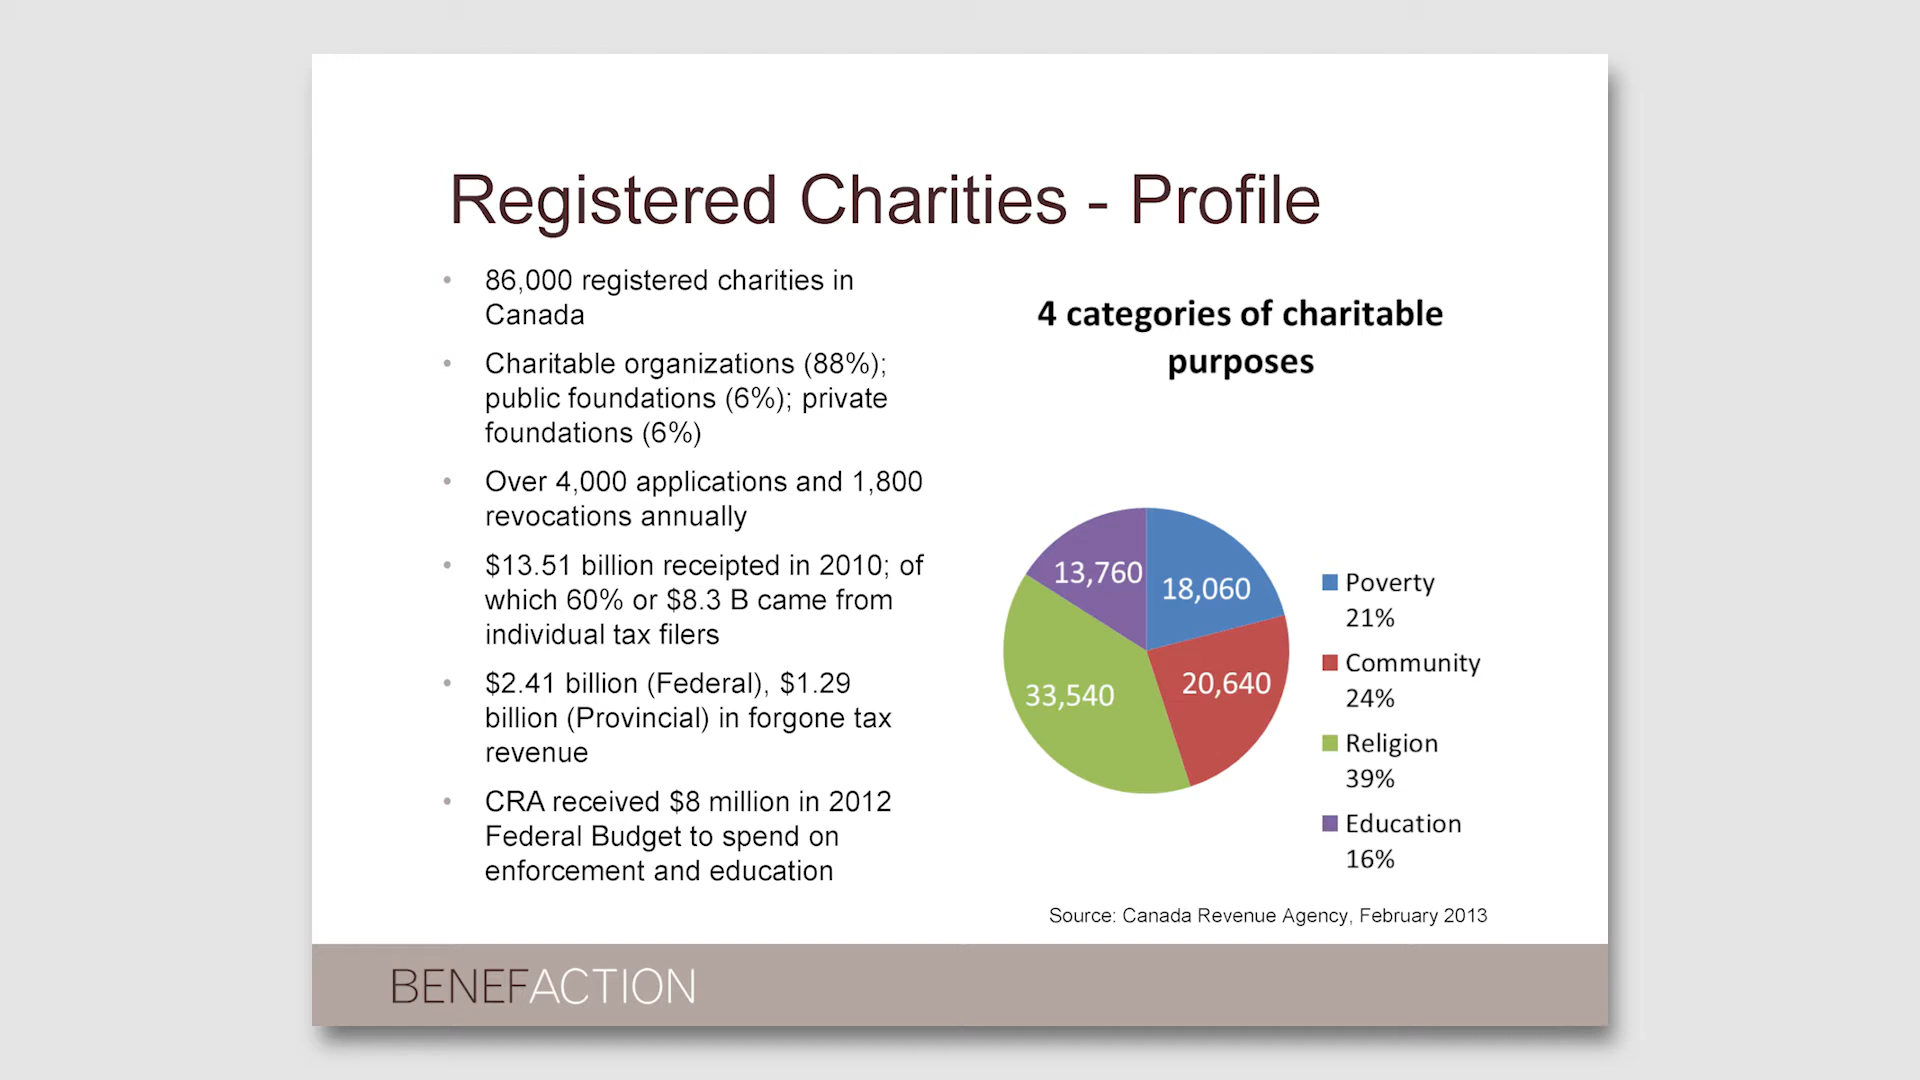 Registered Charities - Profile
• 86,000 registered charities in
Canada
• Charitable organizations (88%);
public foundations (6%); private
foundations (6%)
• Over 4,000 applications and 1,800
revocations annually
• $13.51 billion receipted in 2010; of
which 60% or $8.3 B came from
individual tax filers
• $2.41 billion (Federal), $1.29
billion (Provincial) in forgone tax
revenue
• CRA received $8 million in 2012
Federal Budget to spend on
enforcement and education
4 categories of charitable
purposes
13,760
18,060
33,540
20,640
Poverty
21%
Community
24%
Religion
39%
Education
16%
Source: Canada Revenue Agency, February 2013
BENEFACTION